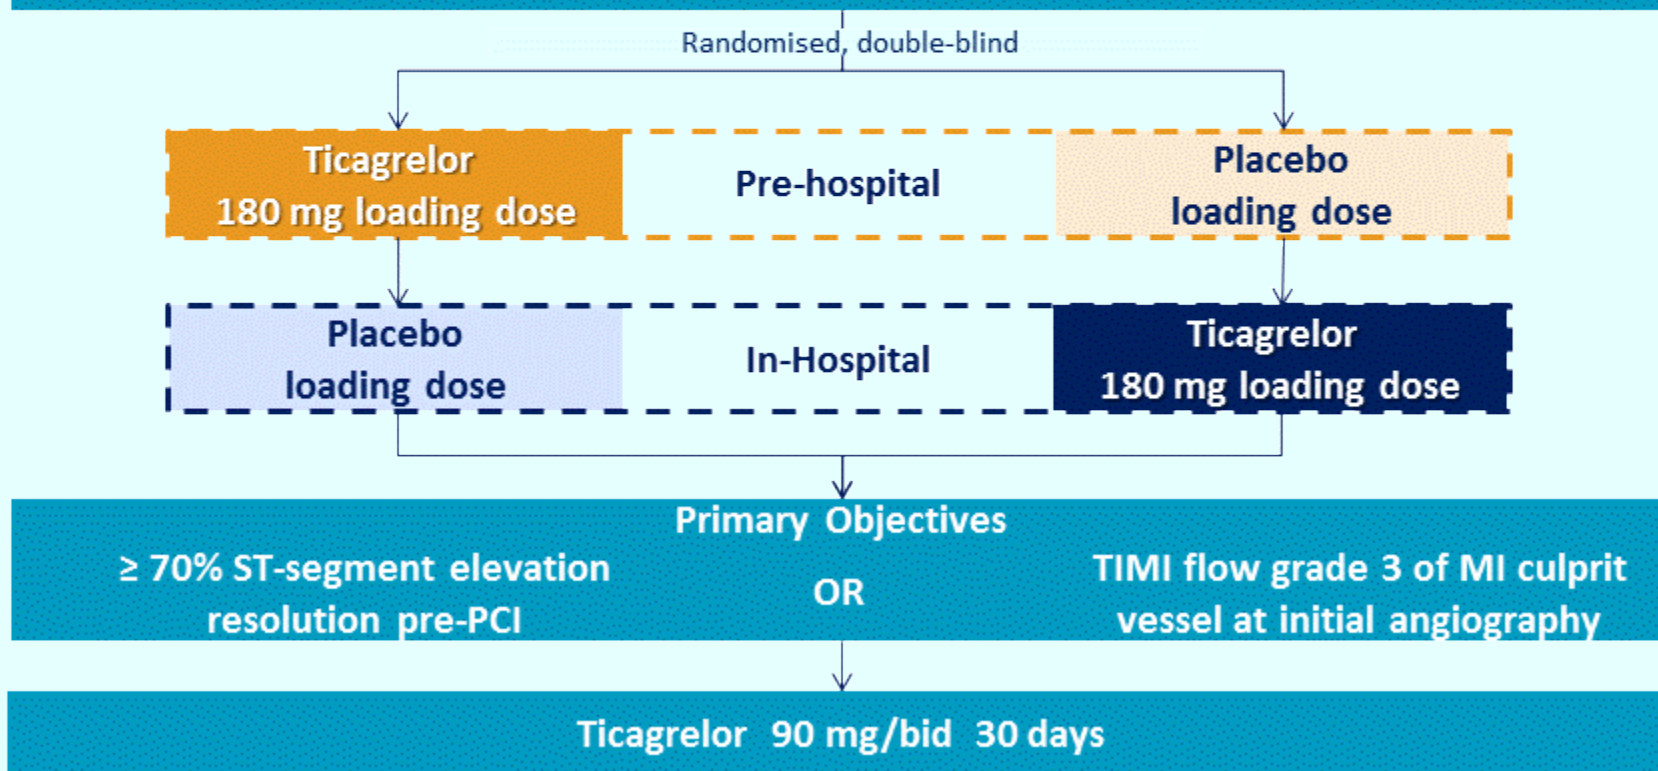 Randomised, double-blind
Ticagrelor
180 mg loading dose
Pre-hospital
Placebo
loading dose
Placebo
loading dose
In-Hospital
Ticagrelor
180 mg loading dose
Primary Objectives
≥ 70% ST-segment elevation
resolution pre-PCI
OR
TIMI flow grade 3 of MI culprit
vessel at initial angiography
Ticagrelor 90 mg/bid 30 days